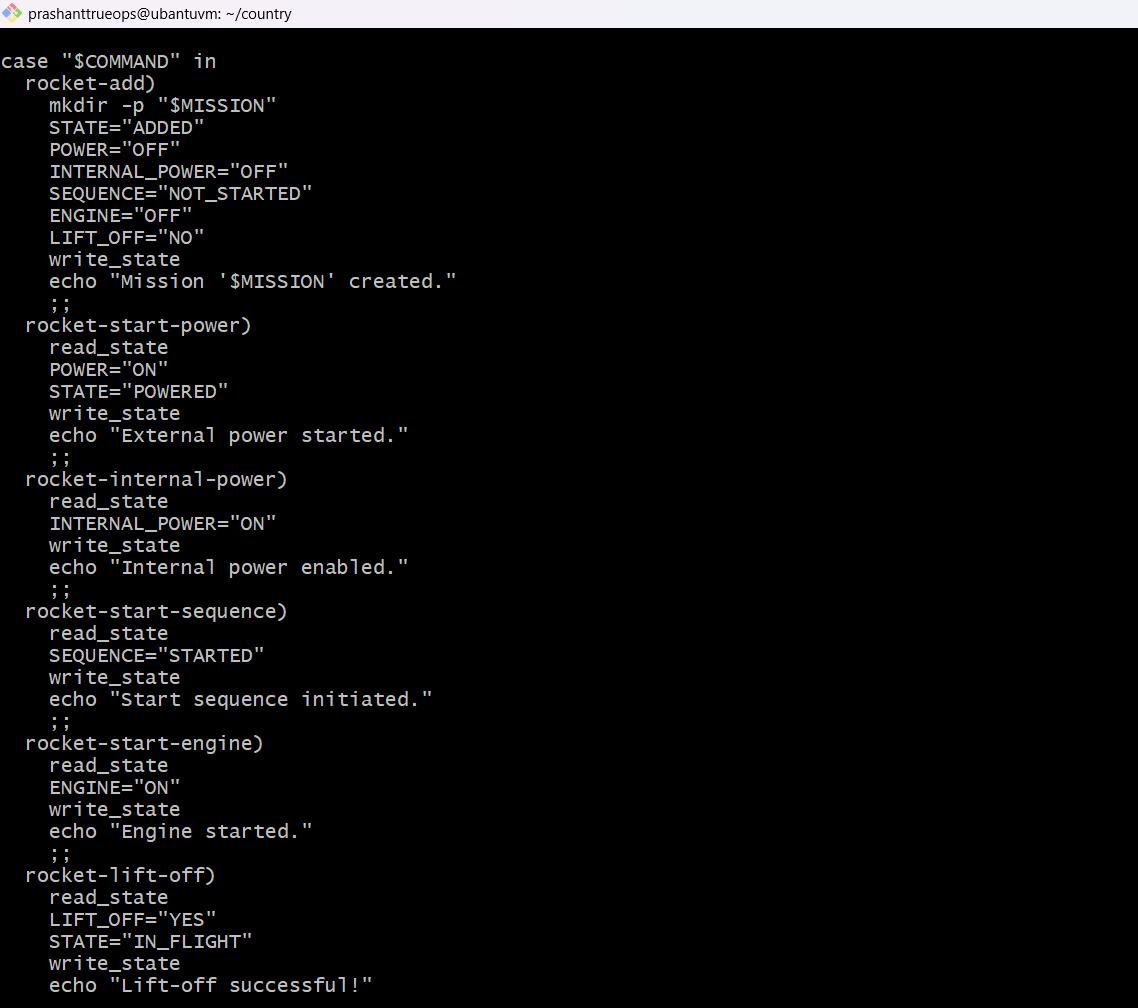 prashanttrueops@ubantuvm: ~/country
case "$COMMAND" in
  rocket-add)
    mkdir -p "$MISSION"
    STATE="ADDED"
    POWER="OFF"
    INTERNAL_POWER="OFF"
    SEQUENCE="NOT_STARTED"
    ENGINE="OFF"
    LIFT_OFF="NO"
    write_state
    echo "Mission '$MISSION' created."
    ;;
  rocket-start-power)
    read_state
    POWER="ON"
    STATE="POWERED"
    write_state
    echo "External power started."
    ;;
  rocket-internal-power)
    read_state
    INTERNAL_POWER="ON"
    write_state
    echo "Internal power enabled."
    ;;
  rocket-start-sequence)
    read_state
    SEQUENCE="STARTED"
    write_state
    echo "Start sequence initiated."
    ;;
  rocket-start-engine)
    read_state
    ENGINE="ON"
    write_state
    echo "Engine started."
    ;;
  rocket-lift-off)
    read_state
    LIFT_OFF="YES"
    STATE="IN_FLIGHT"
    write_state
    echo "Lift-off successful!"